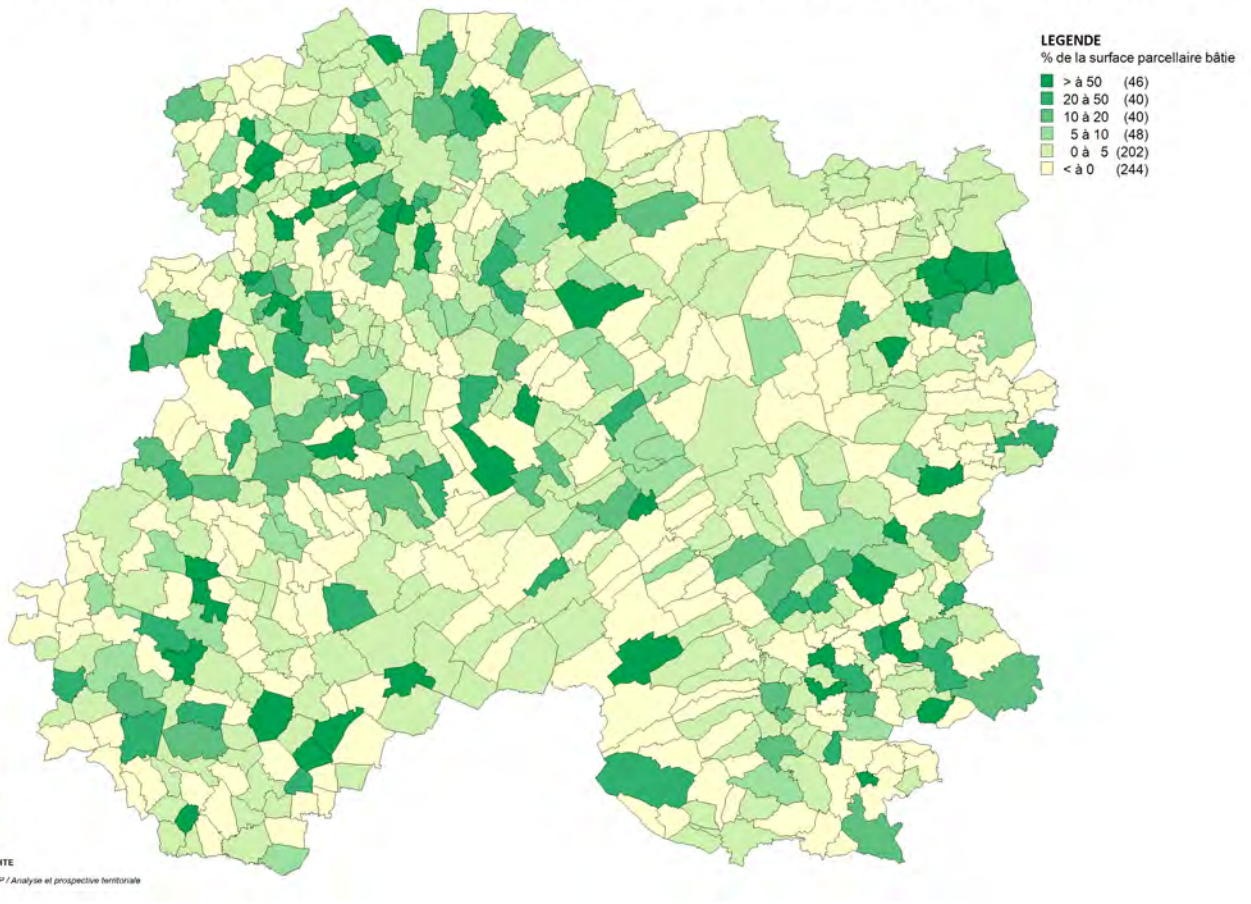 LEGENDE
% de la surface parcellaire bâtie
> à 50 (46)
20 à 50 (40)
10 à 20 (40)
5 à 10 (48)
0 à 5 (202)
< à 0 (244)
P / Analyse et prospective territoriale